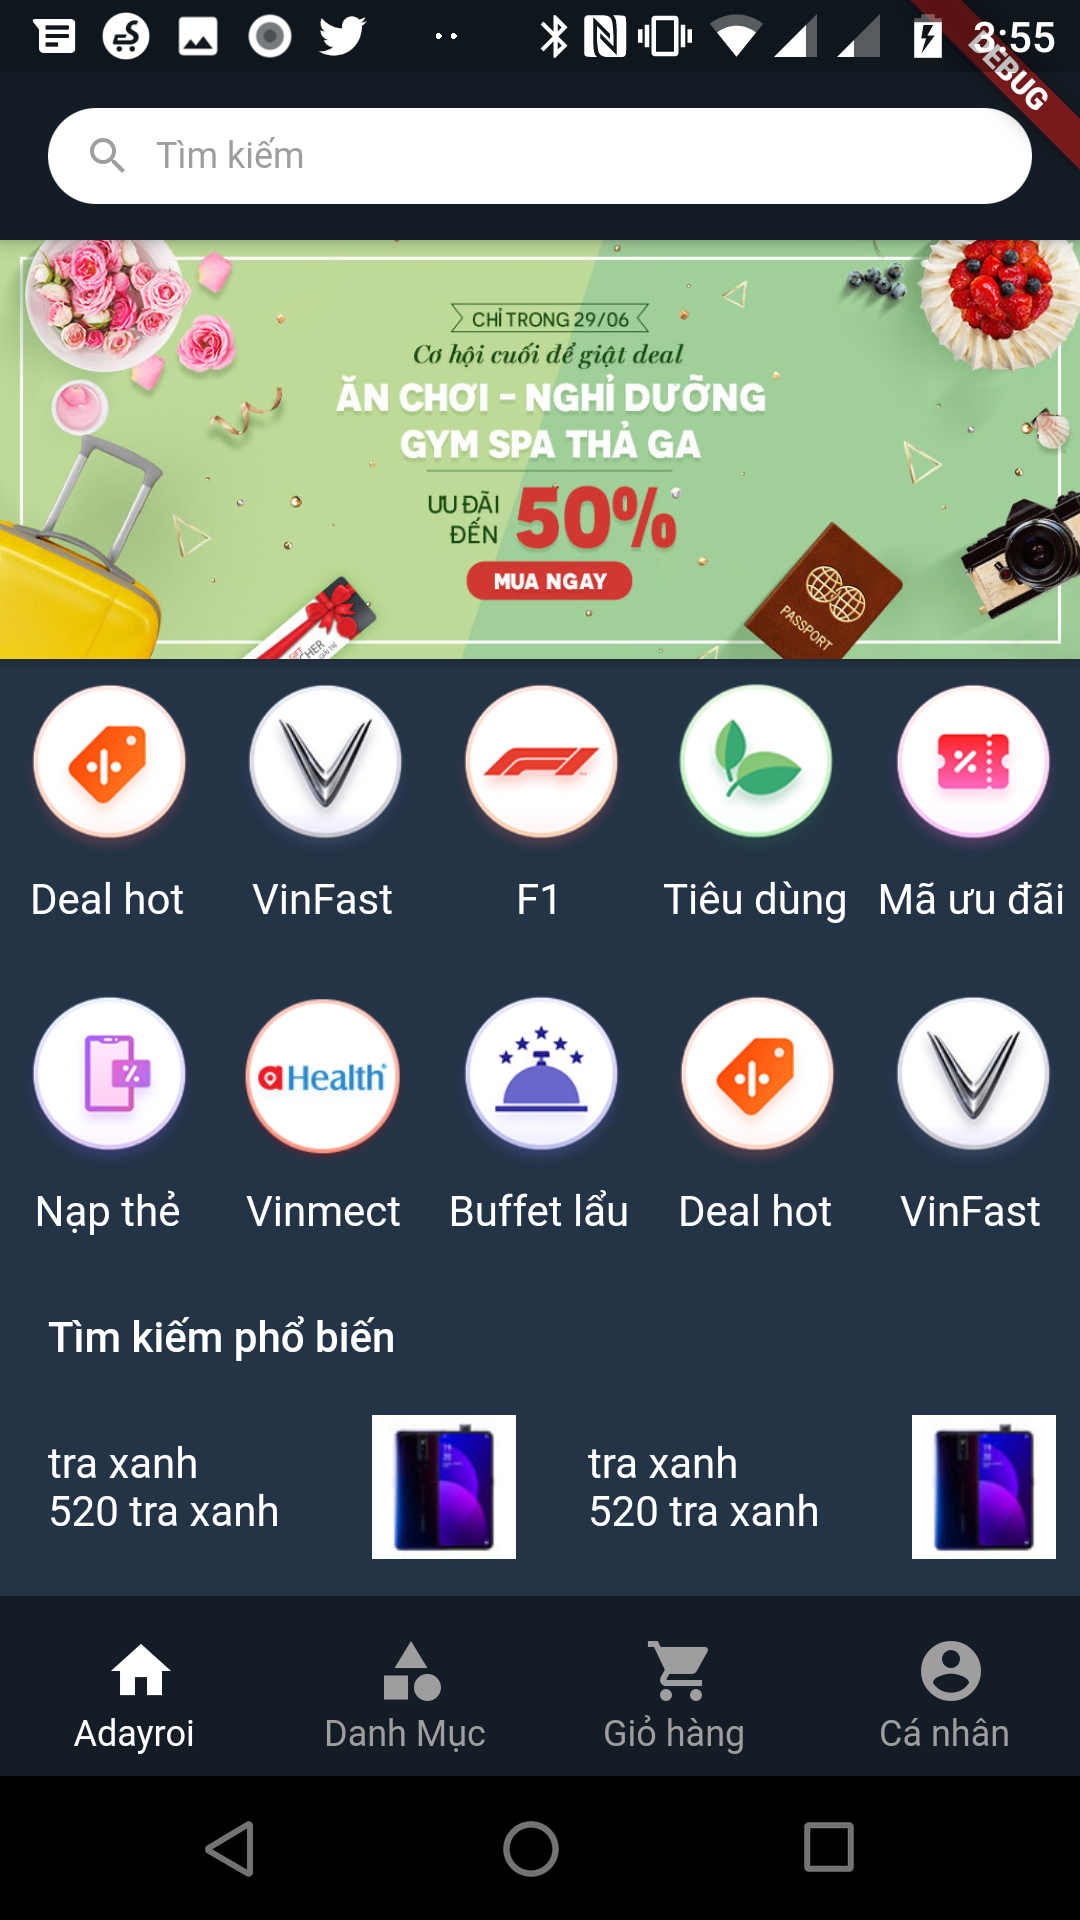 3:55
DEBUG
Tìm kiếm
CHỈ TRONG 29/06
Cơ hội cuối để giật deal
ĂN CHƠI - NGHỈ DƯỠNG
GYM SPA THẢ GA
ƯU ĐÃI
ĐẾN
50%
MUA NGAY
PASSPORT
Deal hot
VinFast
F1
Tiêu dùng
Mã ưu đãi
aHealth
Nạp thẻ
Vinmect
Buffet lẩu
Deal hot
VinFast
Tìm kiếm phổ biến
tra xanh
520 tra xanh
tra xanh
520 tra xanh
Adayroi
Danh Mục
Giỏ hàng
Cá nhân